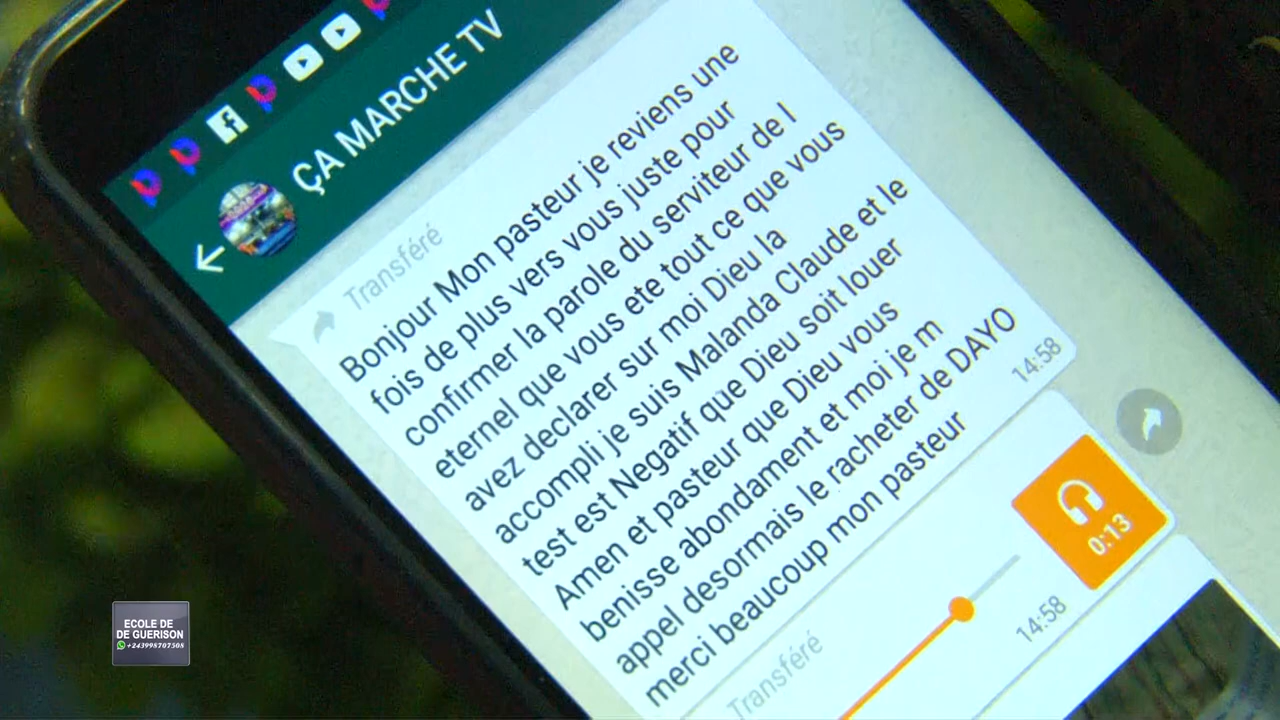 ÇA MARCHE TV
Transféré
Bonjour Mon pasteur je reviens une
fois de plus vers vous juste pour
confirmer la parole du serviteur de l
eternel que vous ete tout ce que vous
avez declarer sur moi Dieu la
accompli je suis Malanda Claude et le
test est Negatif que Dieu soit louer
Amen et pasteur que Dieu vous
benisse abondament et moi je m
appel desormais le racheter de DAYO
merci beaucoup mon pasteur
14:58
0:13
14:58
Transféré
ECOLE DE
DE GUERISON
+243998707508